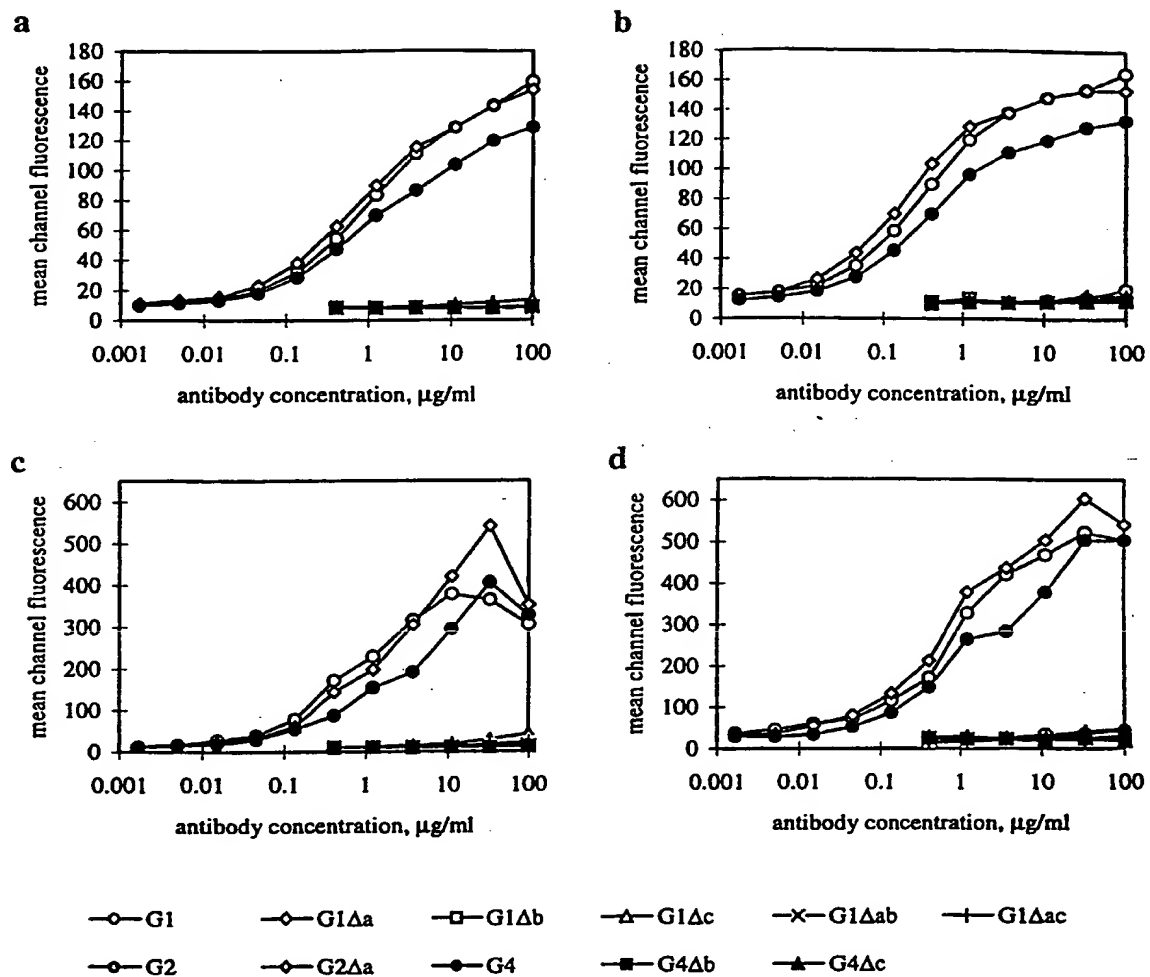 a
180
160
140
120
100
80
60
40
20
0
mean channel fluorescence
0.001 0.01 0.1 1 10 100
antibody concentration, µg/ml
b
180
160
140
120
100
80
60
40
20
0
mean channel fluorescence
0.001 0.01 0.1 1 10 100
antibody concentration, µg/ml
c
600
500
400
300
200
100
0
mean channel fluorescence
0.001 0.01 0.1 1 10 100
antibody concentration, µg/ml
d
600
500
400
300
200
100
0
mean channel fluorescence
0.001 0.01 0.1 1 10 100
antibody concentration, µg/ml
G1 G1Δa G1Δb G1Δc G1Δab G1Δac
G2 G2Δa G4 G4Δb G4Δc